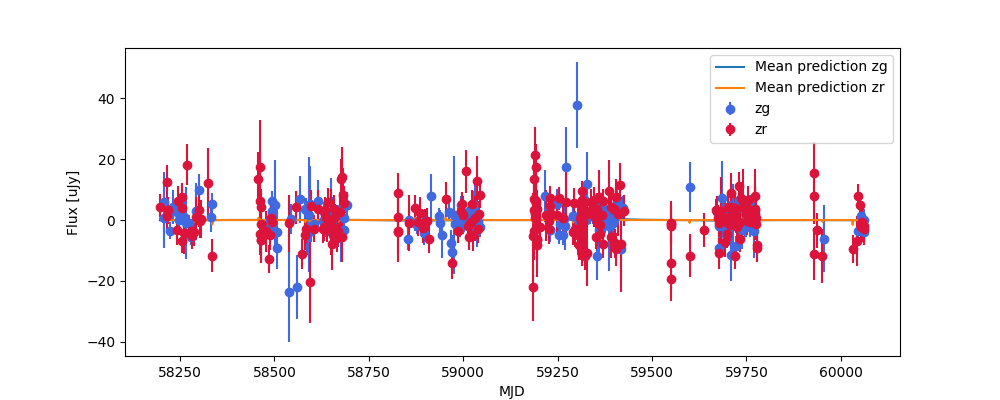 Mean prediction zg
Mean prediction zr
zg
zr
Flux [uJy]
40
20
0
−20
−40
58250
58500
58750
59000
59250
59500
59750
60000
MJD